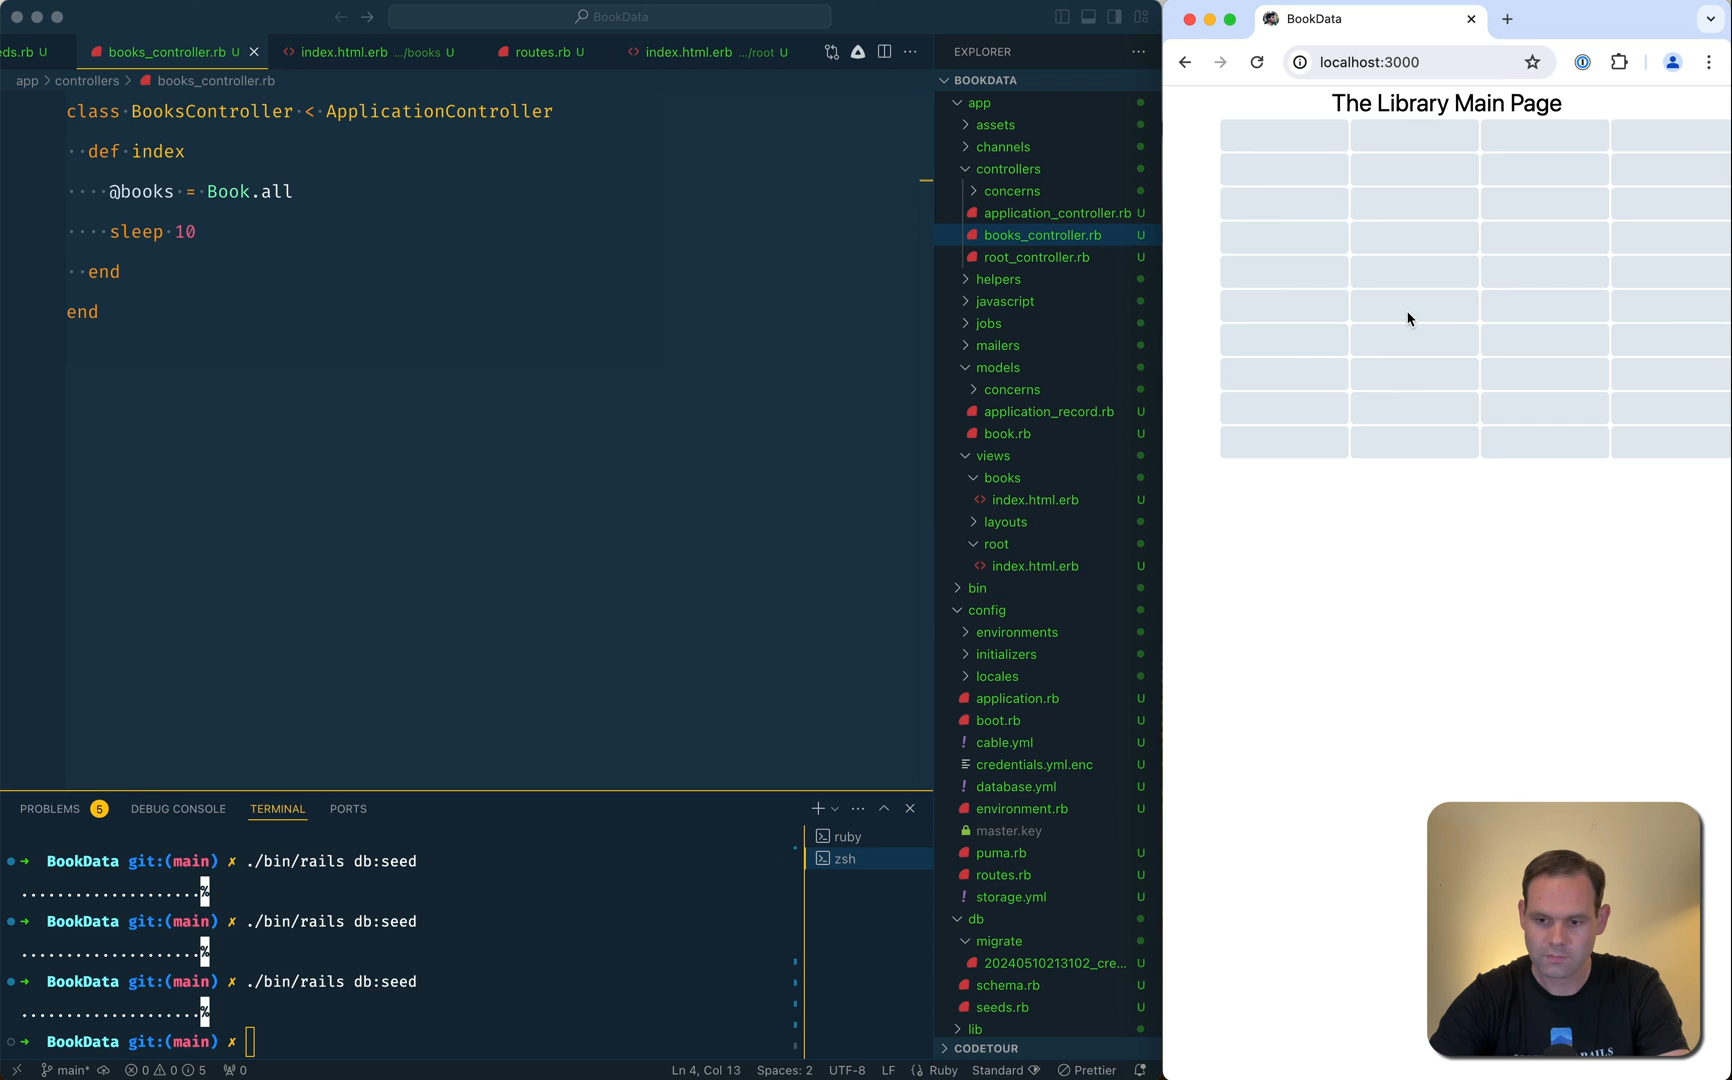 BookData
eds.rb U
books_controller.rb U
index.html.erb .../books U
routes.rb U
index.html.erb .../root U
app > controllers > books_controller.rb
class BooksController < ApplicationController
def index
@books = Book.all
sleep 10
end
end
PROBLEMS 5 DEBUG CONSOLE TERMINAL PORTS
BookData git:(main) ✗ ./bin/rails db:seed
....................%
BookData git:(main) ✗ ./bin/rails db:seed
....................%
BookData git:(main) ✗ ./bin/rails db:seed
....................%
BookData git:(main) ✗
ruby
zsh
EXPLORER
BOOKDATA
app
assets
channels
controllers
concerns
application_controller.rb U
books_controller.rb U
root_controller.rb U
helpers
javascript
jobs
mailers
models
concerns
application_record.rb U
book.rb U
views
books
index.html.erb U
layouts
root
index.html.erb U
bin
config
environments
initializers
locales
application.rb U
boot.rb U
cable.yml U
credentials.yml.enc U
database.yml U
environment.rb U
master.key
puma.rb U
routes.rb U
storage.yml U
db
migrate
20240510213102_cre... U
schema.rb U
seeds.rb U
lib
CODETOUR
main* 0 0 5 0 Ln 4, Col 13 Spaces: 2 UTF-8 LF Ruby Standard Prettier
BookData
localhost:3000
The Library Main Page